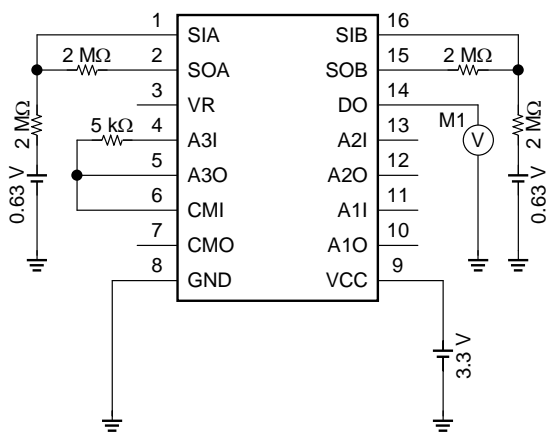 1 SIA SIB 16
2 MΩ 2 SOA SOB 15 2 MΩ
3 VR DO 14
2 MΩ
5 kΩ 4 A3I A2I 13 M1 V 2 MΩ
5 A3O A2O 12
0.63 V 6 CMI A1I 11 0.63 V
7 CMO A1O 10
8 GND VCC 9
3.3 V